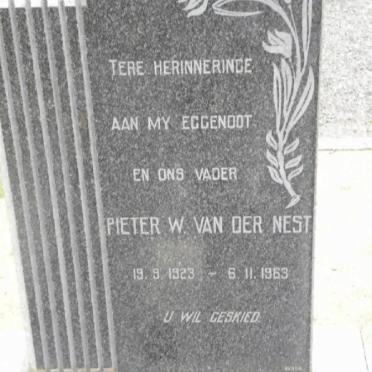 TERE HERINNERINGE
AAN MY EGGENOOT
EN ONS VADER
PIETER W. VAN DER NEST
19. 9. 1923 - 6. 11. 1963
U WIL GESKIED